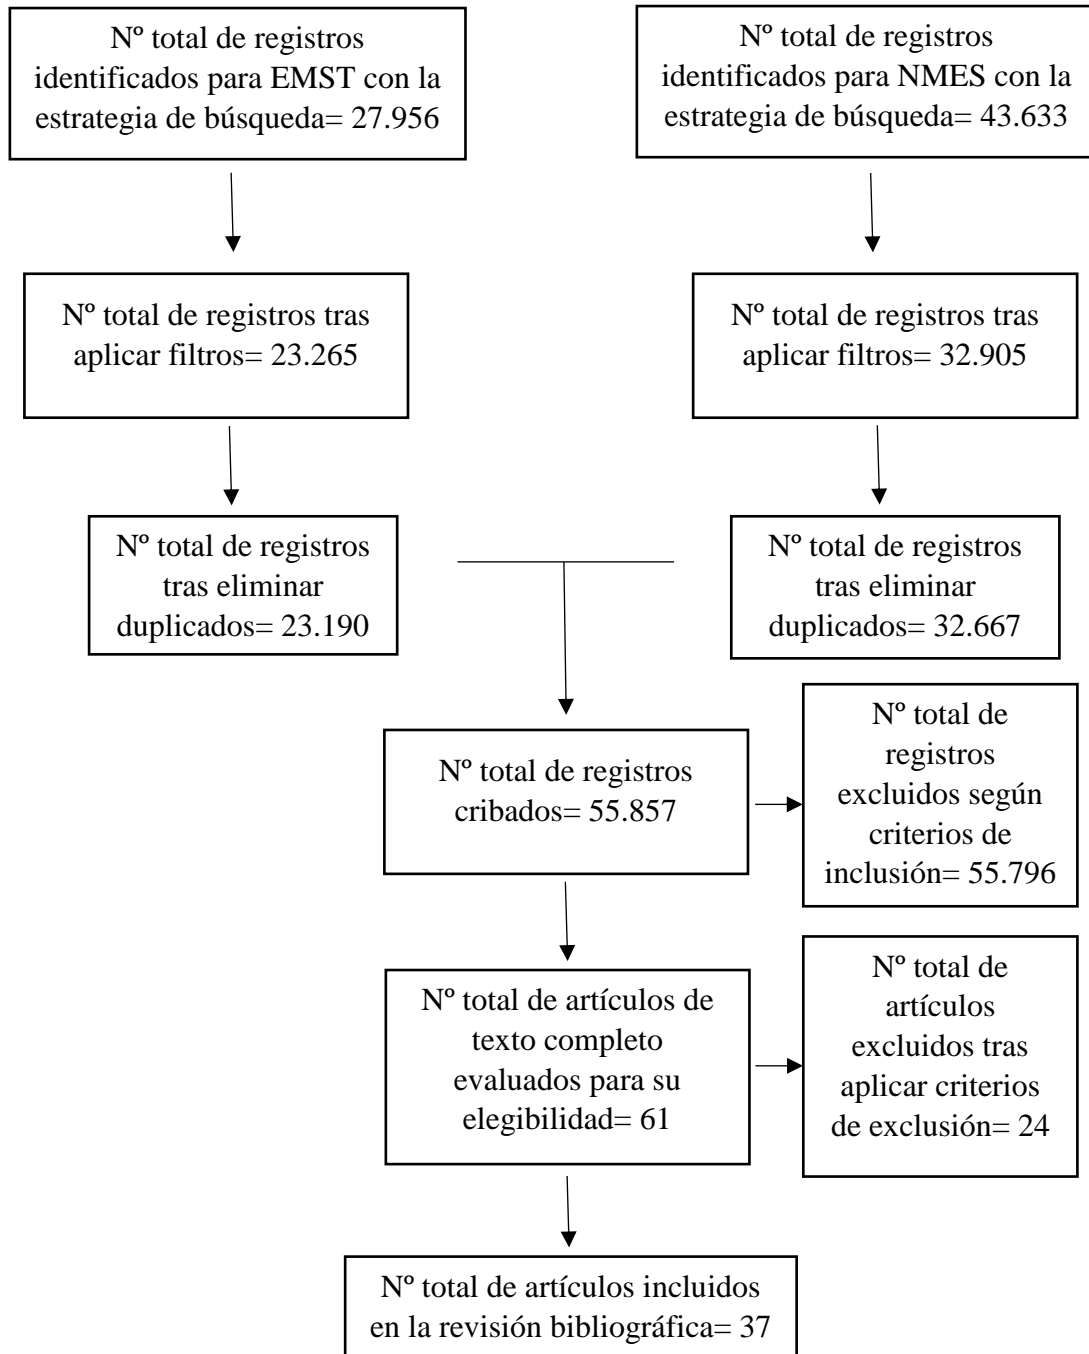 Nº total de registros
identificados para EMST con la
estrategia de búsqueda= 27.956
Nº total de registros
identificados para NMES con la
estrategia de búsqueda= 43.633
Nº total de registros tras
aplicar filtros= 23.265
Nº total de registros tras
aplicar filtros= 32.905
Nº total de registros
tras eliminar
duplicados= 23.190
Nº total de registros
tras eliminar
duplicados= 32.667
Nº total de registros
cribados= 55.857
Nº total de
registros
excluidos según
criterios de
inclusión= 55.796
Nº total de artículos de
texto completo
evaluados para su
elegibilidad= 61
Nº total de
artículos
excluidos tras
aplicar criterios
de exclusión= 24
Nº total de artículos incluidos
en la revisión bibliográfica= 37